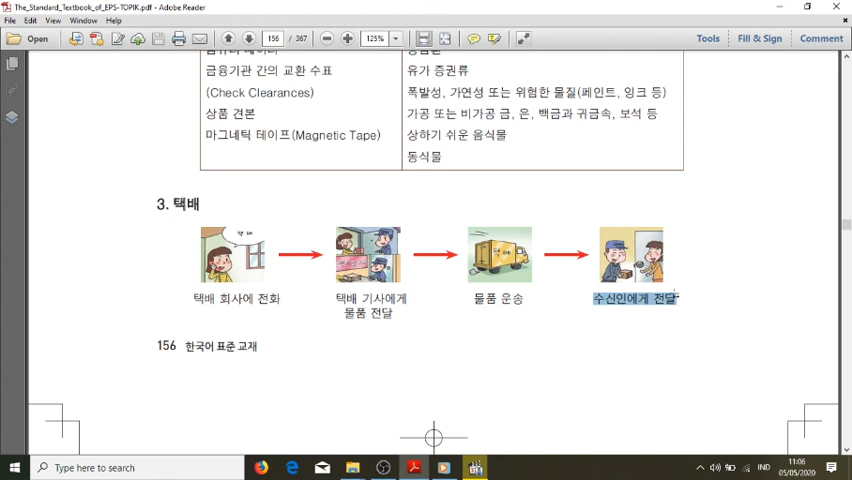 The_Standard_Textbook_of_EPS-TOPIK.pdf - Adobe Reader
File Edit View Window Help
Open 156 / 367 125% Tools Fill & Sign Comment
금융기관 간의 교환 수표
(Check Clearances)
상품 견본
마그네틱 테이프(Magnetic Tape)
유가 증권류
폭발성, 가연성 또는 위험한 물질(페인트, 잉크 등)
가공 또는 비가공 금, 은, 백금과 귀금속, 보석 등
상하기 쉬운 음식물
동식물
3. 택배
택배
택배 회사에 전화
택배 기사에게
물품 전달
물품 운송
수신인에게 전달
156 한국어 표준 교재
Type here to search
IND
11:06
05/05/2020